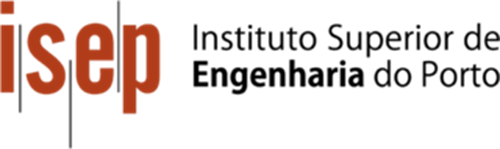 isep
Instituto Superior de
Engenharia do Porto